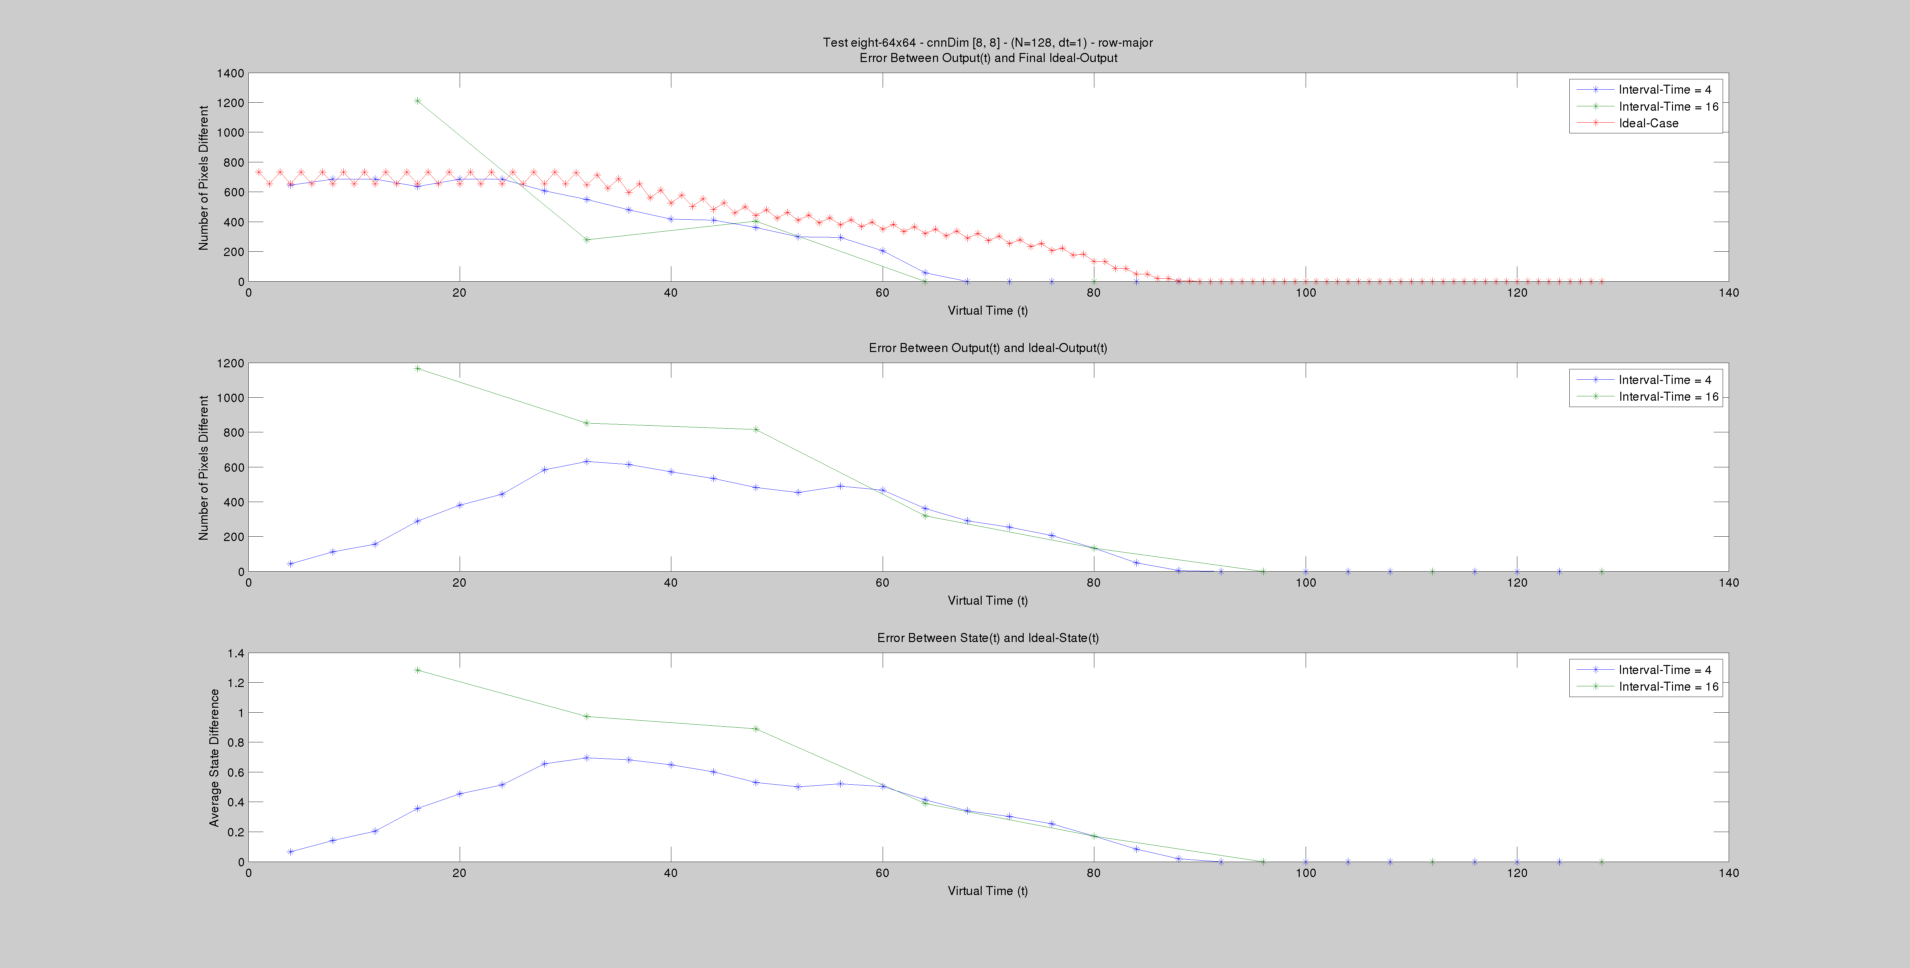 Test eight-64x64 - cnnDim [8, 8] - (N=128, dt=1) - row-major
Error Between Output(t) and Final Ideal-Output
Number of Pixels Different
1400
1200
1000
800
600
400
200
0
0 20 40 60 80 100 120 140
Virtual Time (t)
Interval-Time = 4
Interval-Time = 16
Ideal-Case
Error Between Output(t) and Ideal-Output(t)
Number of Pixels Different
1200
1000
800
600
400
200
0
0 20 40 60 80 100 120 140
Virtual Time (t)
Interval-Time = 4
Interval-Time = 16
Error Between State(t) and Ideal-State(t)
Average State Difference
1.4
1.2
1
0.8
0.6
0.4
0.2
0
0 20 40 60 80 100 120 140
Virtual Time (t)
Interval-Time = 4
Interval-Time = 16